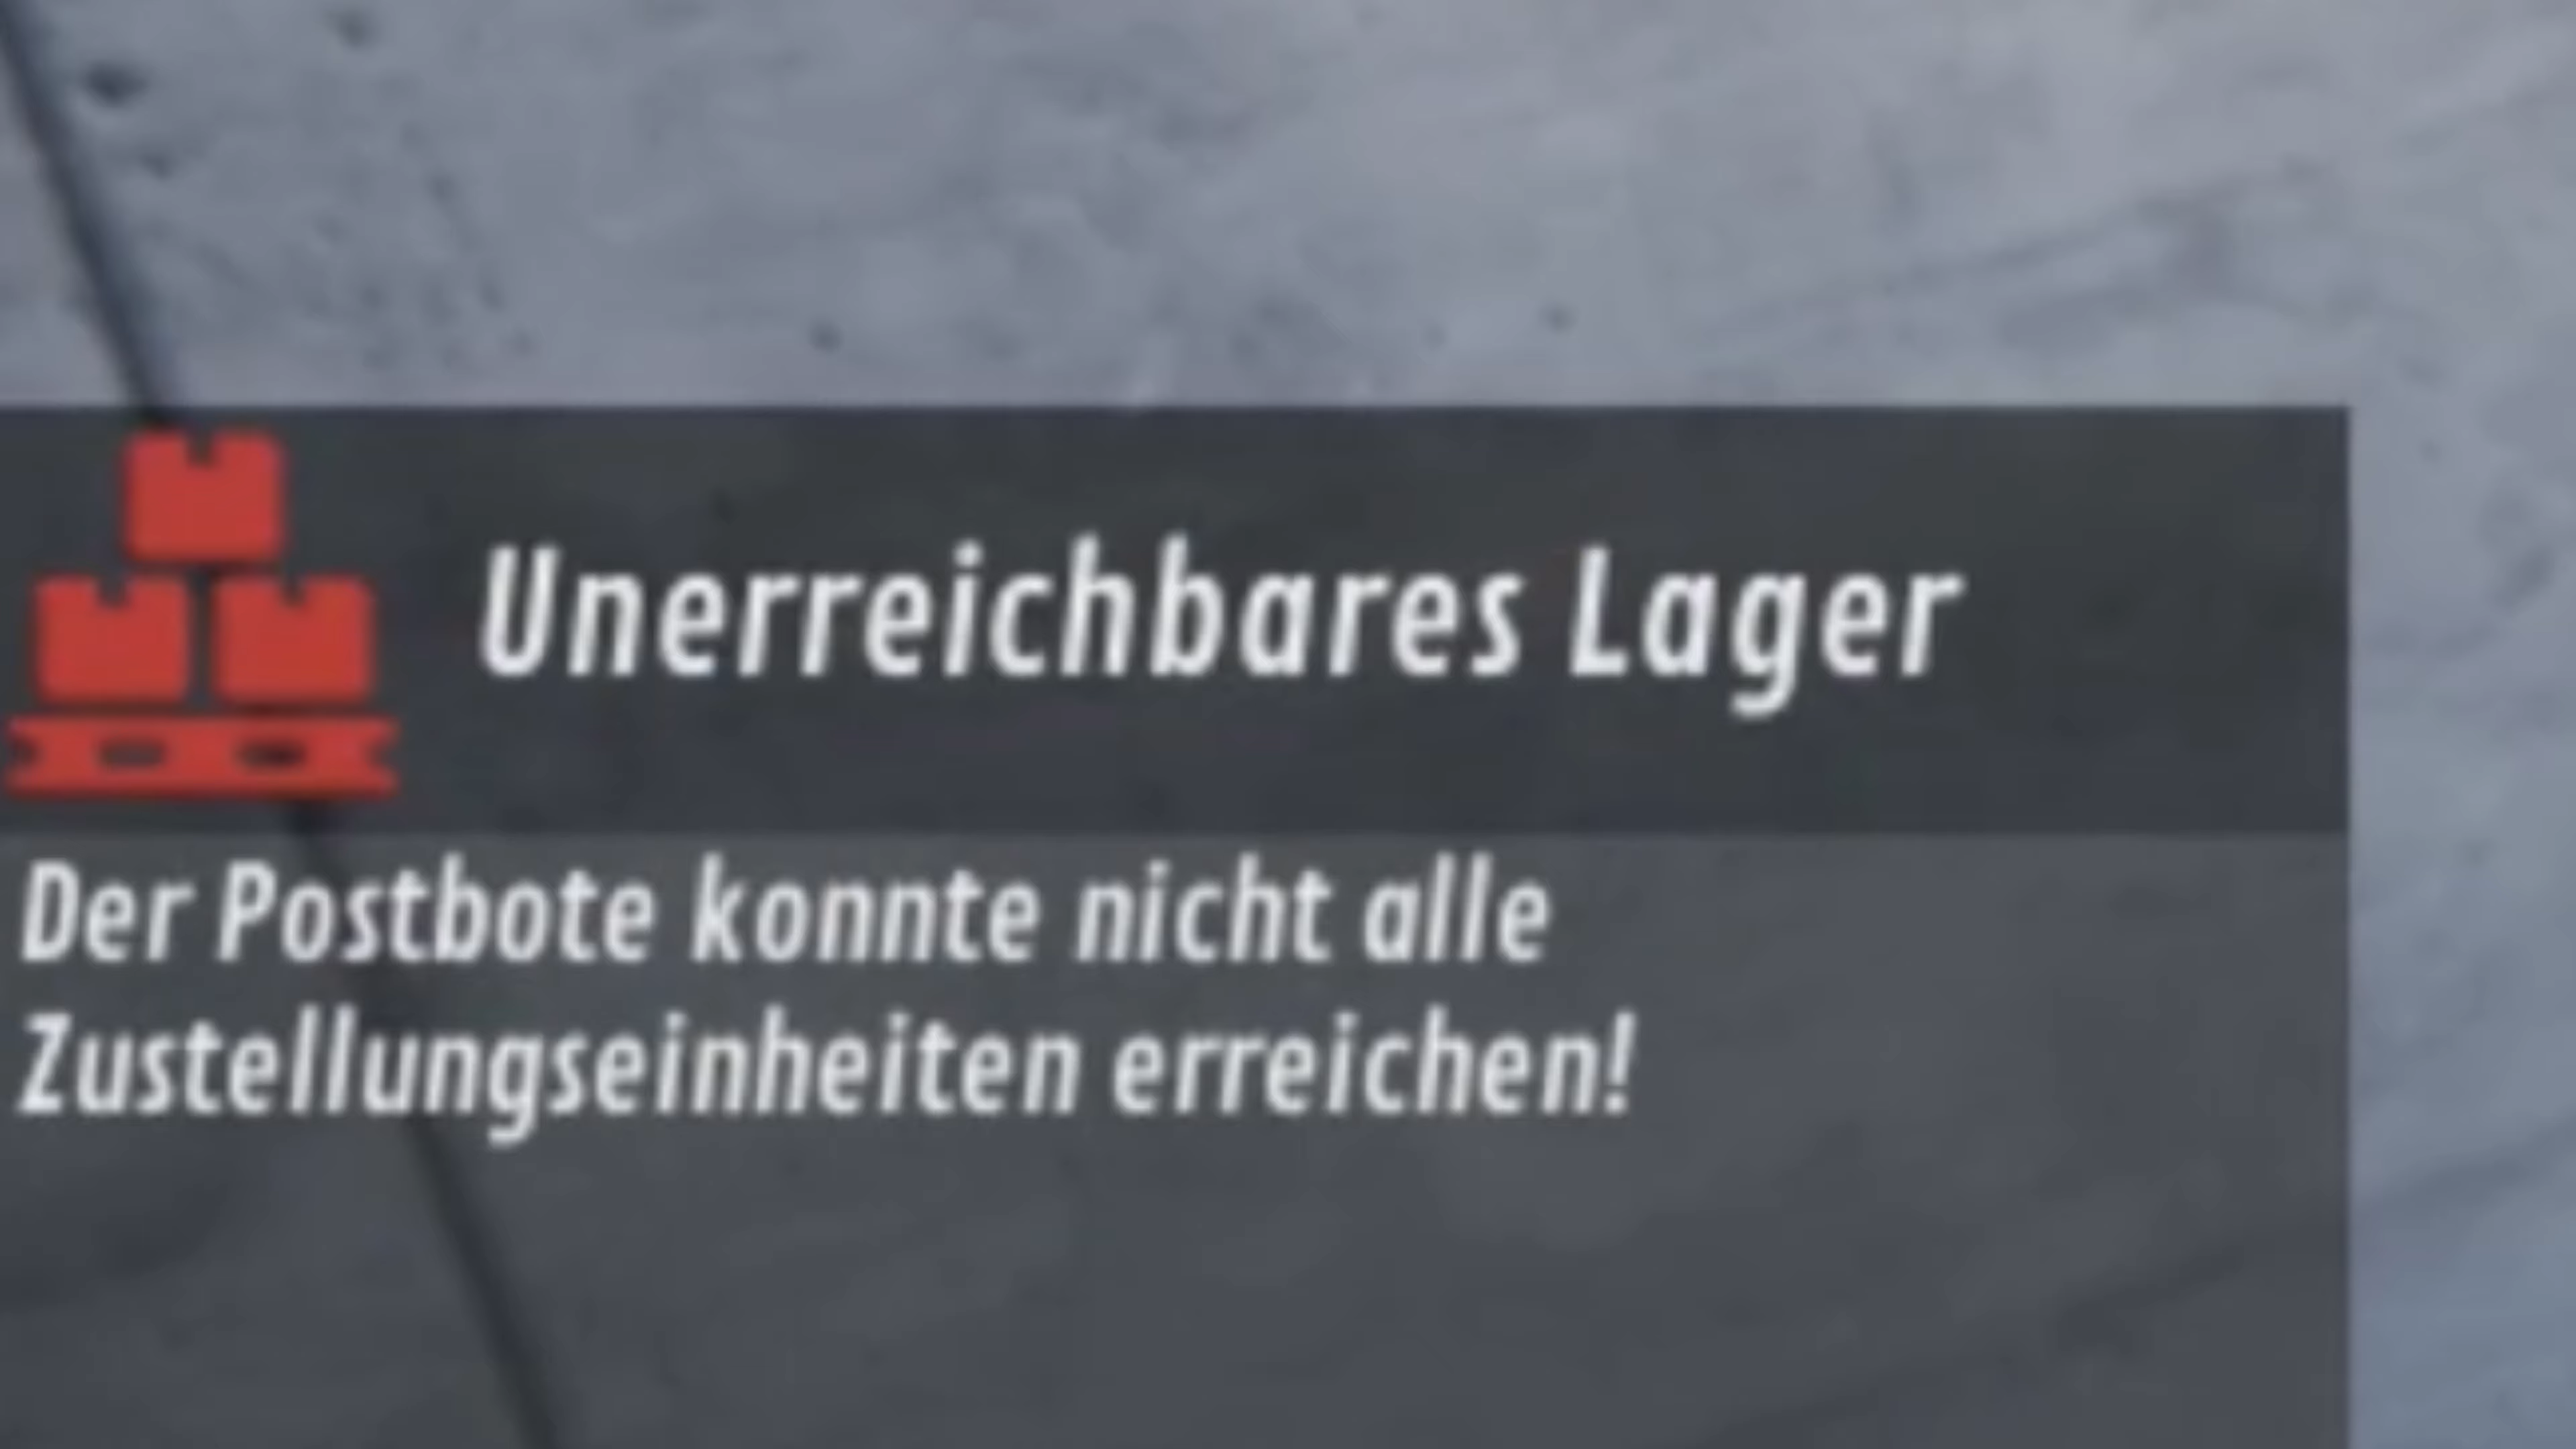 Unerreichbares Lager
Der Postbote konnte nicht alle
Zustellungseinheiten erreichen!